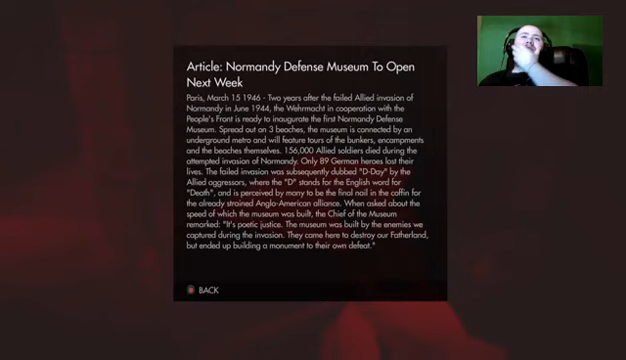 Article: Normandy Defense Museum To Open
Next Week
Paris, March 15 1946 - Two years after the failed Allied invasion of
Normandy in June 1944, the Wehrmacht in cooperation with the
People's Front is ready to inaugurate the first Normandy Defense
Museum. Spread out on 3 beaches, the museum is connected by an
underground metro and will feature tours of the bunkers, encampments
and the beaches themselves. 156,000 Allied soldiers died during the
attempted invasion of Normandy. Only 89 German heroes lost their
lives. The failed invasion was subsequently dubbed "D-Day" by the
Allied aggressors, where the "D" stands for the English word for
"Death", and is perceived by many to be the final nail in the coffin for
the already strained Anglo-American alliance. When asked about the
speed of which the museum was built, the Chief of the Museum
remarked: "It's poetic justice. The museum was built by the enemies we
captured during the invasion. They came here to destroy our Fatherland,
but ended up building a monument to their own defeat."
BACK